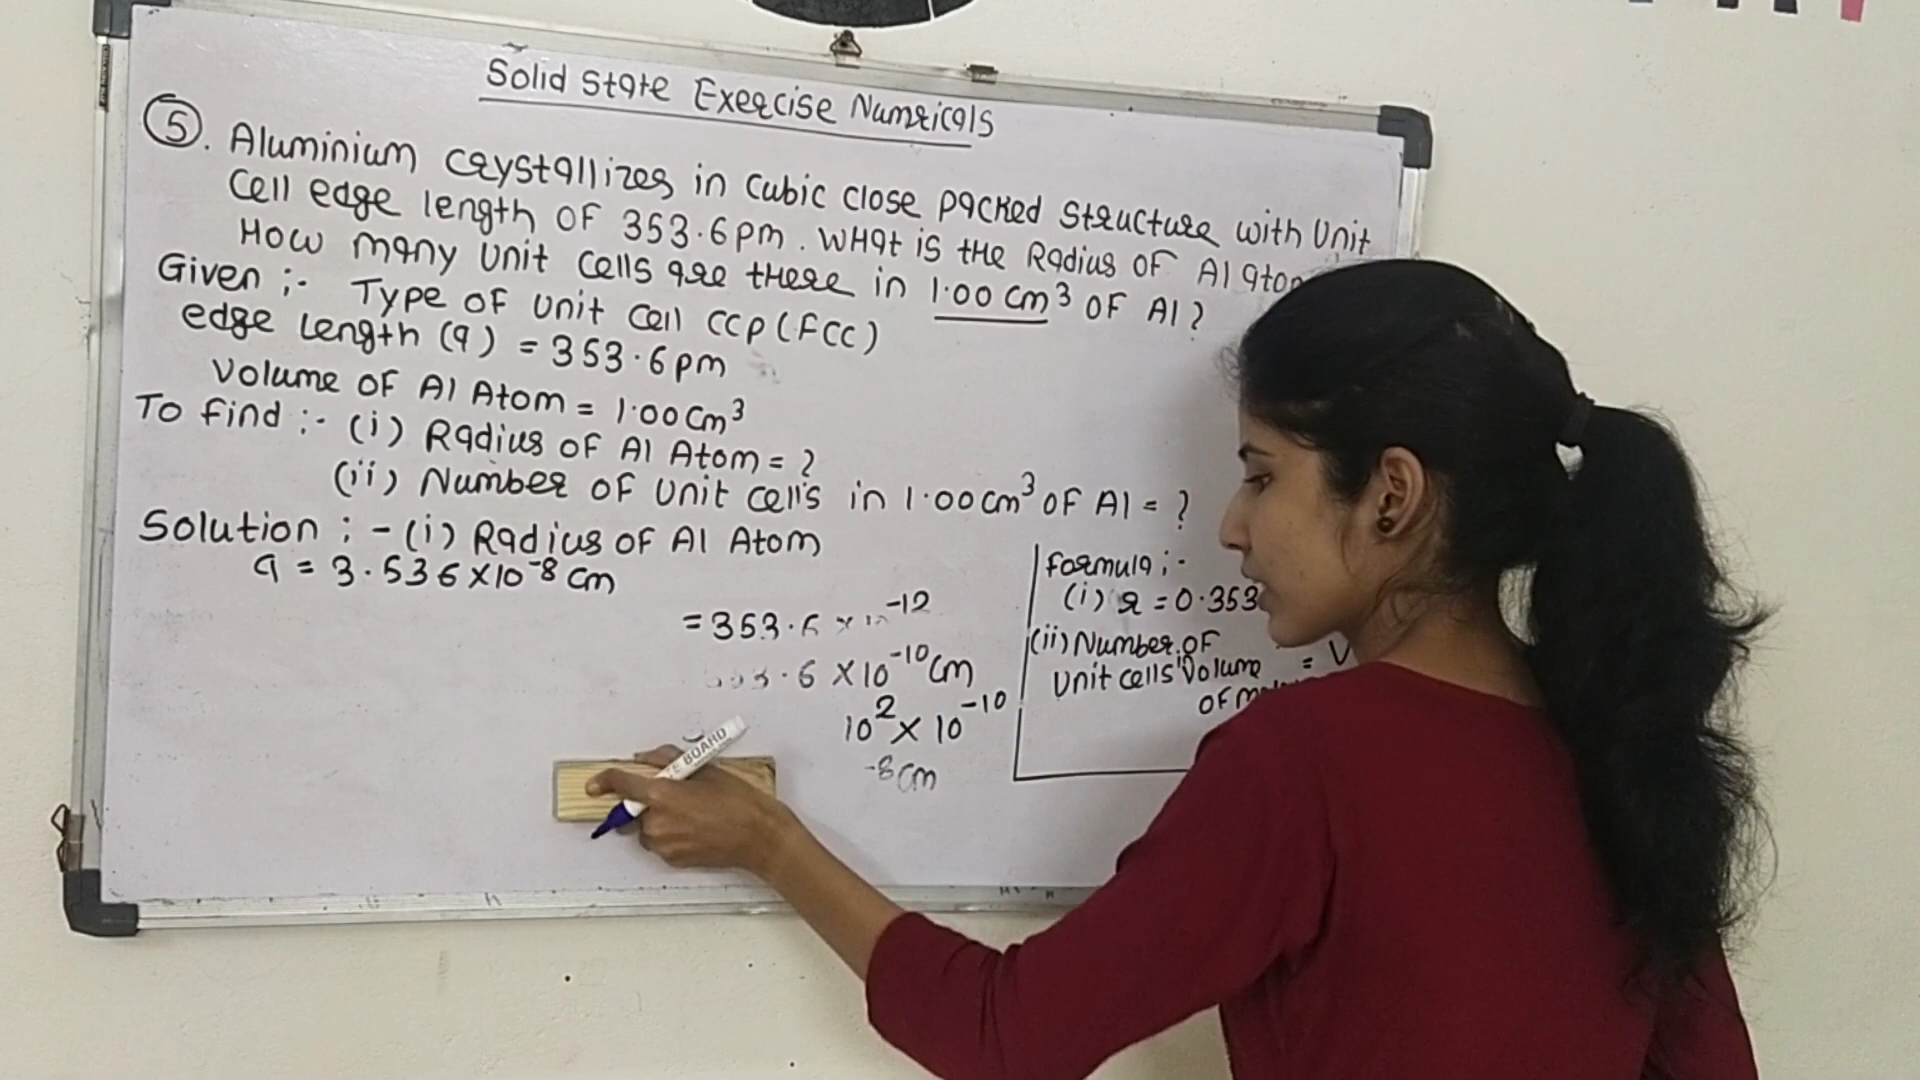 Solid State Exercise Numericals
5. Aluminium crystallizes in cubic close packed structure with Unit
Cell edge length of 353.6pm. What is the Radius of Al
How many Unit Cells are there in 1.00 cm³ of Al?
Given :- Type of Unit Cell CCP (FCC)
edge length (a) = 353.6pm
Volume of Al Atom = 1.00cm³
To find :- (i) Radius of Al Atom = ?
(ii) Number of Unit cells in 1.00cm³ of Al = ?
Solution :- (i) Radius of Al Atom
a = 3.536×10⁻⁸ cm
= 353.6 × ⁻¹²
.6 ×10⁻¹⁰cm
10² × 10⁻¹⁰
-8 cm
Formula :-
(i) r = 0.353
(ii) Number of
Unit cells Volume = V
of
BOARD